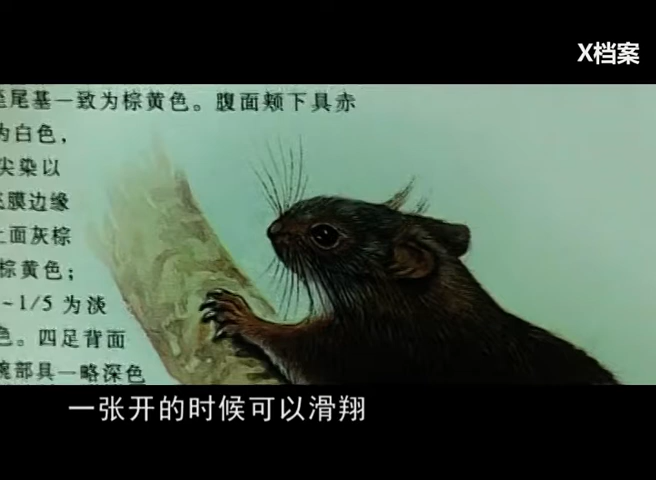 X档案
至尾基一致为棕黄色。腹面颊下具赤
为白色，
尖染以
飞膜边缘
上面灰棕
棕黄色；
~1/5 为淡
色。四足背面
腕部具一略深色
一张开的时候可以滑翔